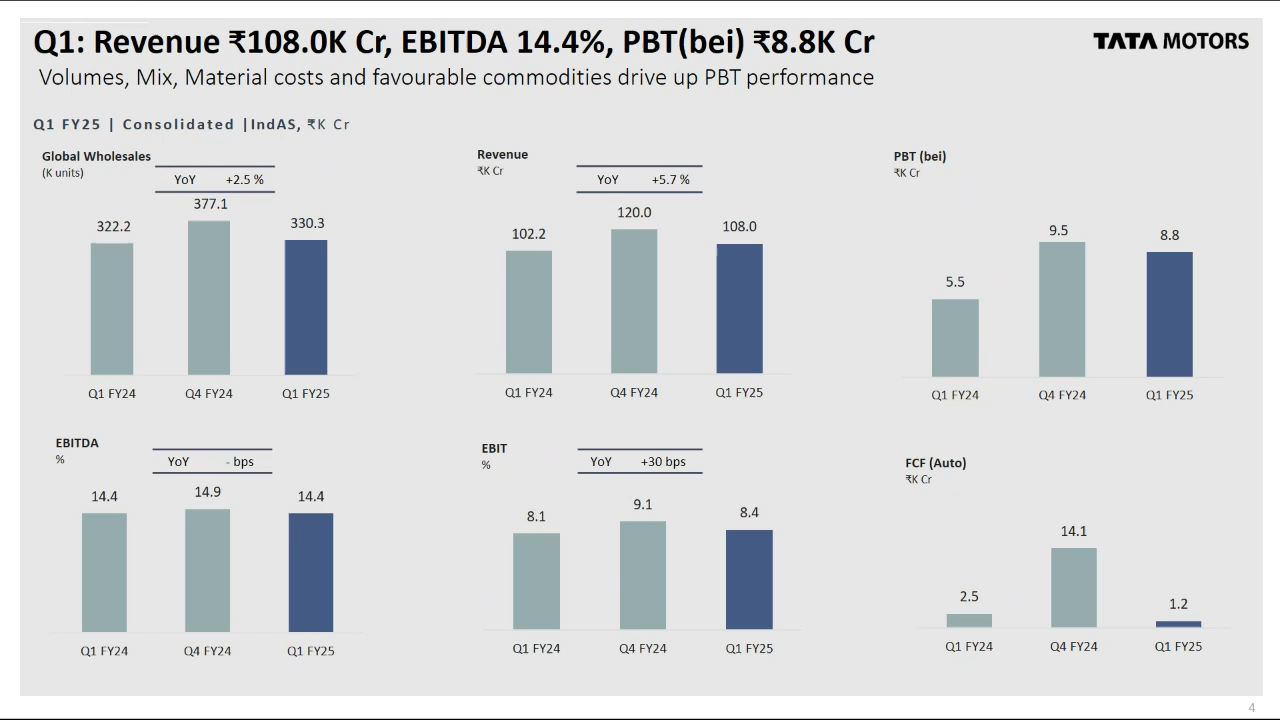 Q1: Revenue ₹108.0K Cr, EBITDA 14.4%, PBT(bei) ₹8.8K Cr
TATA MOTORS
Volumes, Mix, Material costs and favourable commodities drive up PBT performance
Q1 FY25 | Consolidated |IndAS, ₹K Cr
Global Wholesales
(K units)
YoY +2.5 %
322.2
377.1
330.3
Q1 FY24
Q4 FY24
Q1 FY25
Revenue
₹K Cr
YoY +5.7 %
102.2
120.0
108.0
Q1 FY24
Q4 FY24
Q1 FY25
PBT (bei)
₹K Cr
5.5
9.5
8.8
Q1 FY24
Q4 FY24
Q1 FY25
EBITDA
%
YoY - bps
14.4
14.9
14.4
Q1 FY24
Q4 FY24
Q1 FY25
EBIT
%
YoY +30 bps
8.1
9.1
8.4
Q1 FY24
Q4 FY24
Q1 FY25
FCF (Auto)
₹K Cr
2.5
14.1
1.2
Q1 FY24
Q4 FY24
Q1 FY25
4